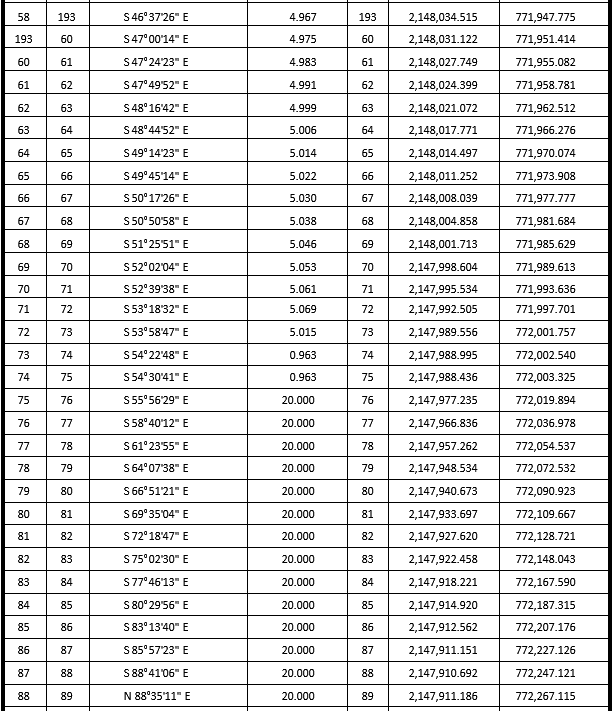 58 193 S 46°37'26" E 4.967 193 2,148,034.515 771,947.775
193 60 S 47°00'14" E 4.975 60 2,148,031.122 771,951.414
60 61 S 47°24'23" E 4.983 61 2,148,027.749 771,955.082
61 62 S 47°49'52" E 4.991 62 2,148,024.399 771,958.781
62 63 S 48°16'42" E 4.999 63 2,148,021.072 771,962.512
63 64 S 48°44'52" E 5.006 64 2,148,017.771 771,966.276
64 65 S 49°14'23" E 5.014 65 2,148,014.497 771,970.074
65 66 S 49°45'14" E 5.022 66 2,148,011.252 771,973.908
66 67 S 50°17'26" E 5.030 67 2,148,008.039 771,977.777
67 68 S 50°50'58" E 5.038 68 2,148,004.858 771,981.684
68 69 S 51°25'51" E 5.046 69 2,148,001.713 771,985.629
69 70 S 52°02'04" E 5.053 70 2,147,998.604 771,989.613
70 71 S 52°39'38" E 5.061 71 2,147,995.534 771,993.636
71 72 S 53°18'32" E 5.069 72 2,147,992.505 771,997.701
72 73 S 53°58'47" E 5.015 73 2,147,989.556 772,001.757
73 74 S 54°22'48" E 0.963 74 2,147,988.995 772,002.540
74 75 S 54°30'41" E 0.963 75 2,147,988.436 772,003.325
75 76 S 55°56'29" E 20.000 76 2,147,977.235 772,019.894
76 77 S 58°40'12" E 20.000 77 2,147,966.836 772,036.978
77 78 S 61°23'55" E 20.000 78 2,147,957.262 772,054.537
78 79 S 64°07'38" E 20.000 79 2,147,948.534 772,072.532
79 80 S 66°51'21" E 20.000 80 2,147,940.673 772,090.923
80 81 S 69°35'04" E 20.000 81 2,147,933.697 772,109.667
81 82 S 72°18'47" E 20.000 82 2,147,927.620 772,128.721
82 83 S 75°02'30" E 20.000 83 2,147,922.458 772,148.043
83 84 S 77°46'13" E 20.000 84 2,147,918.221 772,167.590
84 85 S 80°29'56" E 20.000 85 2,147,914.920 772,187.315
85 86 S 83°13'40" E 20.000 86 2,147,912.562 772,207.176
86 87 S 85°57'23" E 20.000 87 2,147,911.151 772,227.126
87 88 S 88°41'06" E 20.000 88 2,147,910.692 772,247.121
88 89 N 88°35'11" E 20.000 89 2,147,911.186 772,267.115